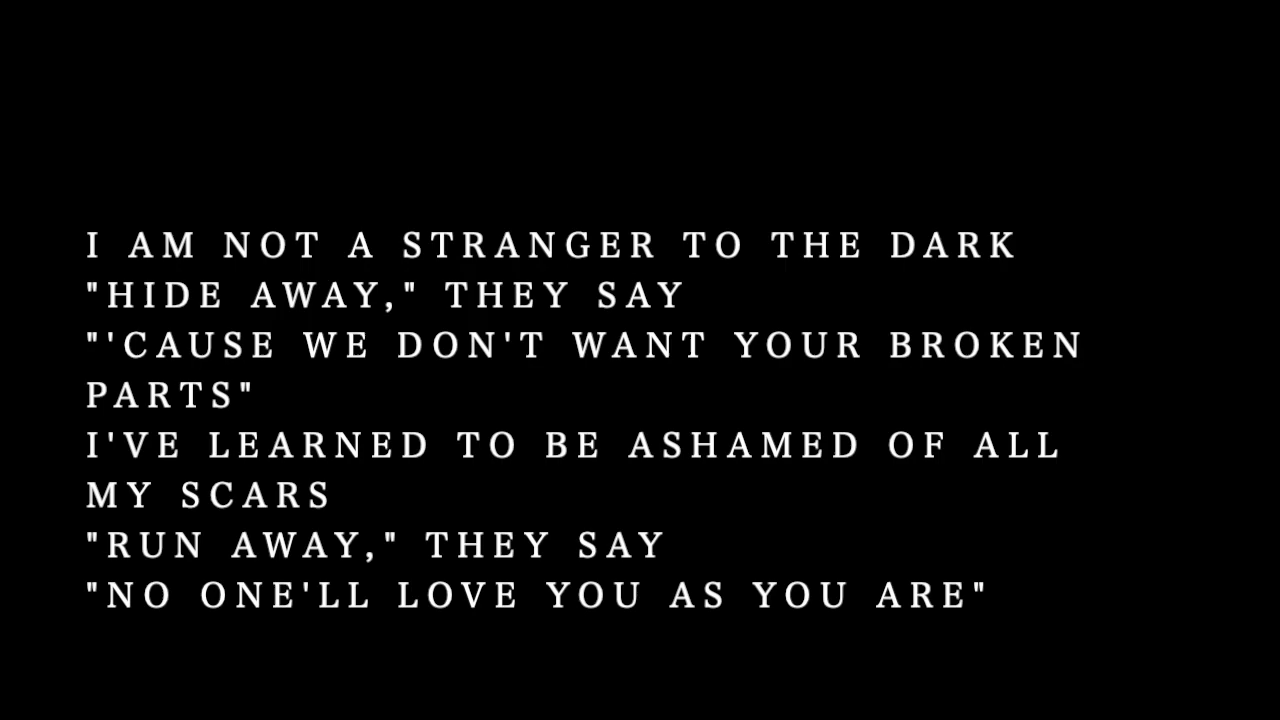 I AM NOT A STRANGER TO THE DARK
"HIDE AWAY," THEY SAY
"'CAUSE WE DON'T WANT YOUR BROKEN
PARTS"
I'VE LEARNED TO BE ASHAMED OF ALL
MY SCARS
"RUN AWAY," THEY SAY
"NO ONE'LL LOVE YOU AS YOU ARE"